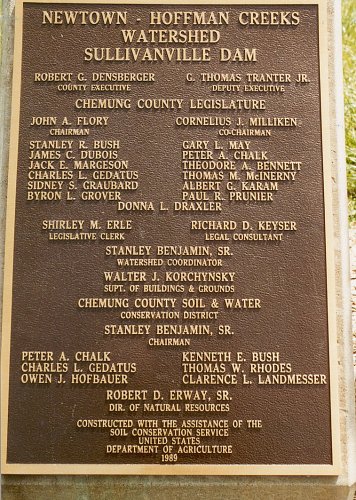 NEWTOWN - HOFFMAN CREEKS
WATERSHED
SULLIVANVILLE DAM
ROBERT G. DENSBERGER G. THOMAS TRANTER JR.
COUNTY EXECUTIVE DEPUTY EXECUTIVE
CHEMUNG COUNTY LEGISLATURE
JOHN A. FLORY CORNELIUS J. MILLIKEN
CHAIRMAN CO-CHAIRMAN
STANLEY R. BUSH GARY L. MAY
JAMES C. DUBOIS PETER A. CHALK
JACK E. MARGESON THEODORE A. BENNETT
CHARLES L. GEDATUS THOMAS M. McINERNY
SIDNEY S. GRAUBARD ALBERT G. KARAM
BYRON L. GROVER PAUL R. PRUNIER
DONNA L. DRAXLER
SHIRLEY M. ERLE RICHARD D. KEYSER
LEGISLATIVE CLERK LEGAL CONSULTANT
STANLEY BENJAMIN, SR.
WATERSHED COORDINATOR
WALTER J. KORCHYNSKY
SUPT. OF BUILDINGS & GROUNDS
CHEMUNG COUNTY SOIL & WATER
CONSERVATION DISTRICT
STANLEY BENJAMIN, SR.
CHAIRMAN
PETER A. CHALK KENNETH E. BUSH
CHARLES L. GEDATUS THOMAS W. RHODES
OWEN J. HOFBAUER CLARENCE L. LANDMESSER
ROBERT D. ERWAY, SR.
DIR. OF NATURAL RESOURCES
CONSTRUCTED WITH THE ASSISTANCE OF THE
SOIL CONSERVATION SERVICE
UNITED STATES
DEPARTMENT OF AGRICULTURE
1989